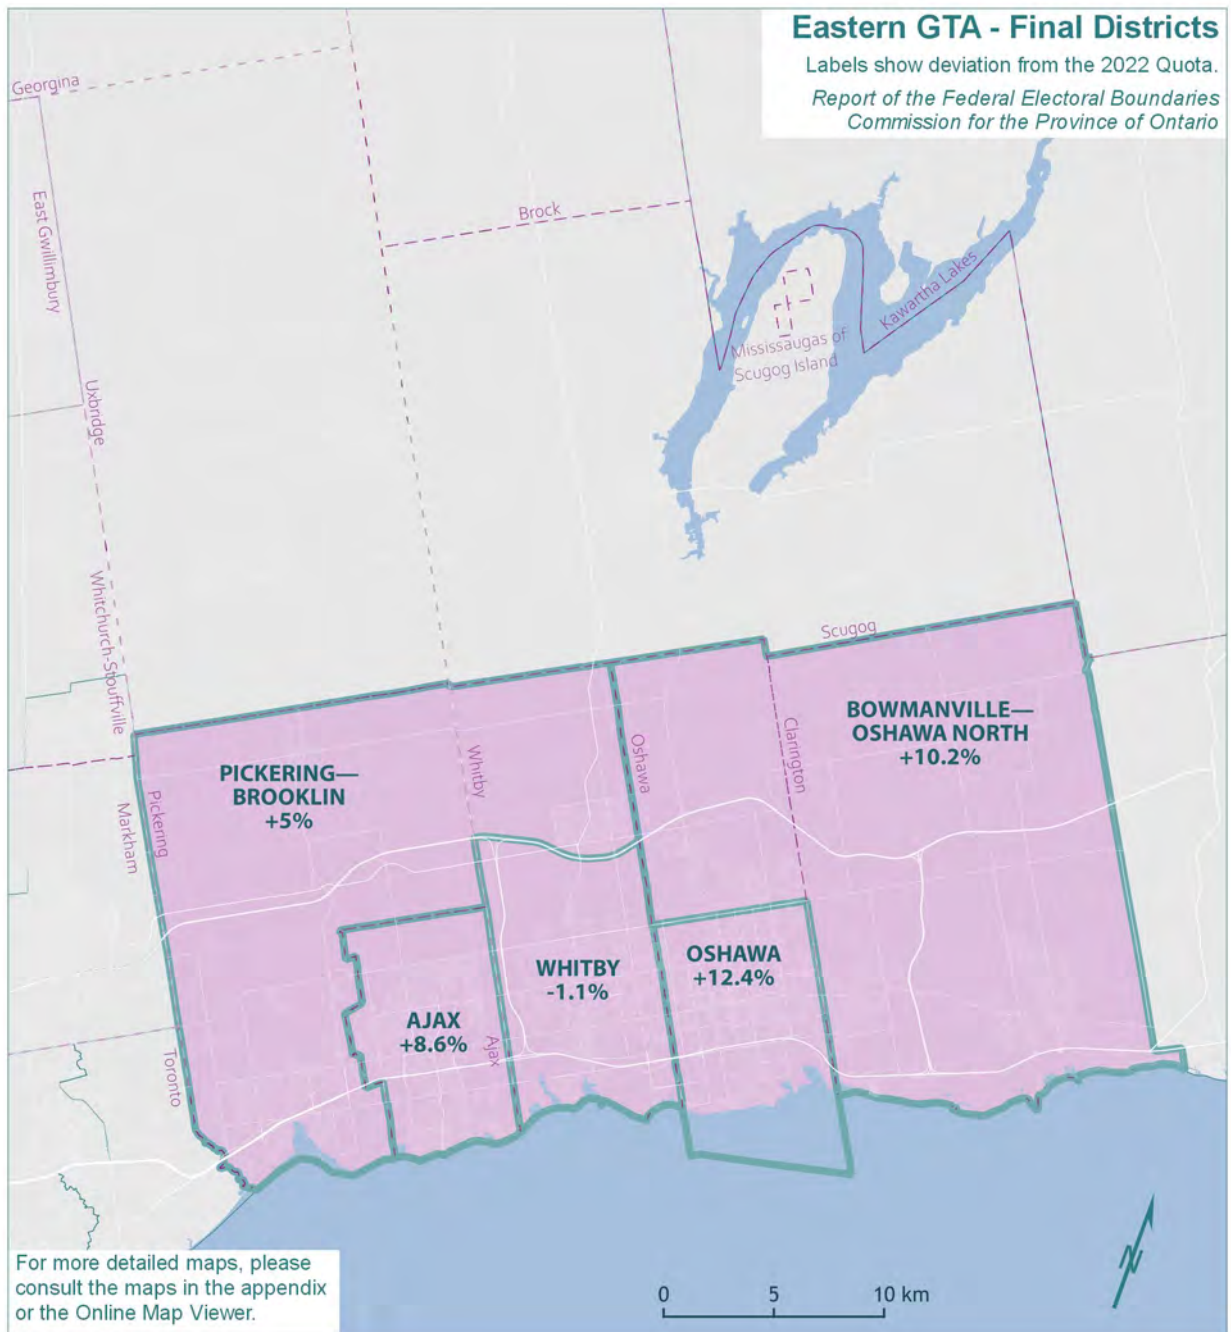 Eastern GTA - Final Districts
Labels show deviation from the 2022 Quota.
Report of the Federal Electoral Boundaries
Commission for the Province of Ontario
Georgina
East Gwillimbury
Brock
Kawartha Lakes
Mississaugas of
Scugog Island
Uxbridge
Whitchurch-Stouffville
Scugog
PICKERING—
BROOKLIN
+5%
Whitby
Oshawa
Clarington
BOWMANVILLE—
OSHAWA NORTH
+10.2%
Markham
Pickering
WHITBY
-1.1%
OSHAWA
+12.4%
AJAX
+8.6%
Ajax
Toronto
N
For more detailed maps, please
consult the maps in the appendix
or the Online Map Viewer.
0 5 10 km